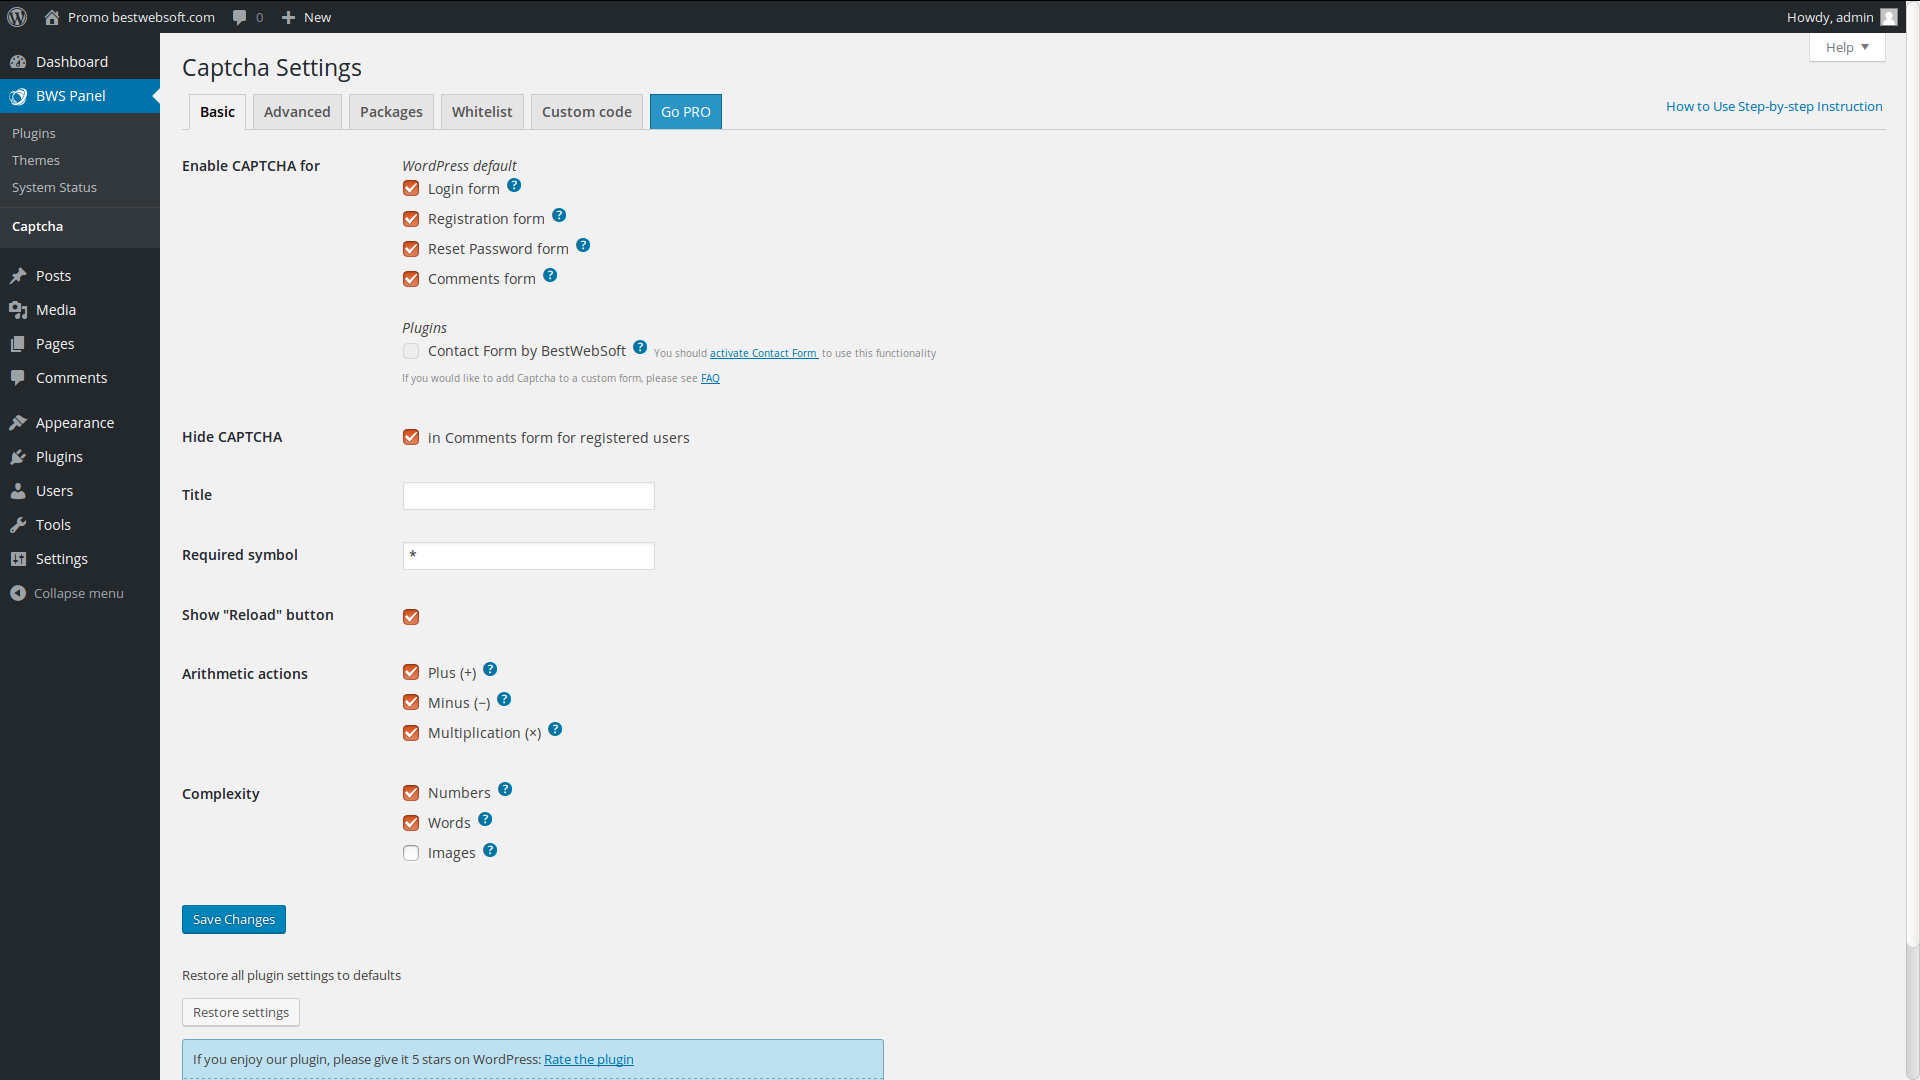 Promo bestwebsoft.com 0 New Howdy, admin
Help
Dashboard
BWS Panel
Plugins
Themes
System Status
Captcha
Posts
Media
Pages
Comments
Appearance
Plugins
Users
Tools
Settings
Collapse menu
Captcha Settings
Basic Advanced Packages Whitelist Custom code Go PRO
How to Use Step-by-step Instruction
Enable CAPTCHA for
WordPress default
Login form ?
Registration form ?
Reset Password form ?
Comments form ?
Plugins
Contact Form by BestWebSoft ? You should activate Contact Form to use this functionality
If you would like to add Captcha to a custom form, please see FAQ
Hide CAPTCHA in Comments form for registered users
Title
Required symbol *
Show "Reload" button
Arithmetic actions Plus (+) ?
Minus (−) ?
Multiplication (×) ?
Complexity Numbers ?
Words ?
Images ?
Save Changes
Restore all plugin settings to defaults
Restore settings
If you enjoy our plugin, please give it 5 stars on WordPress: Rate the plugin